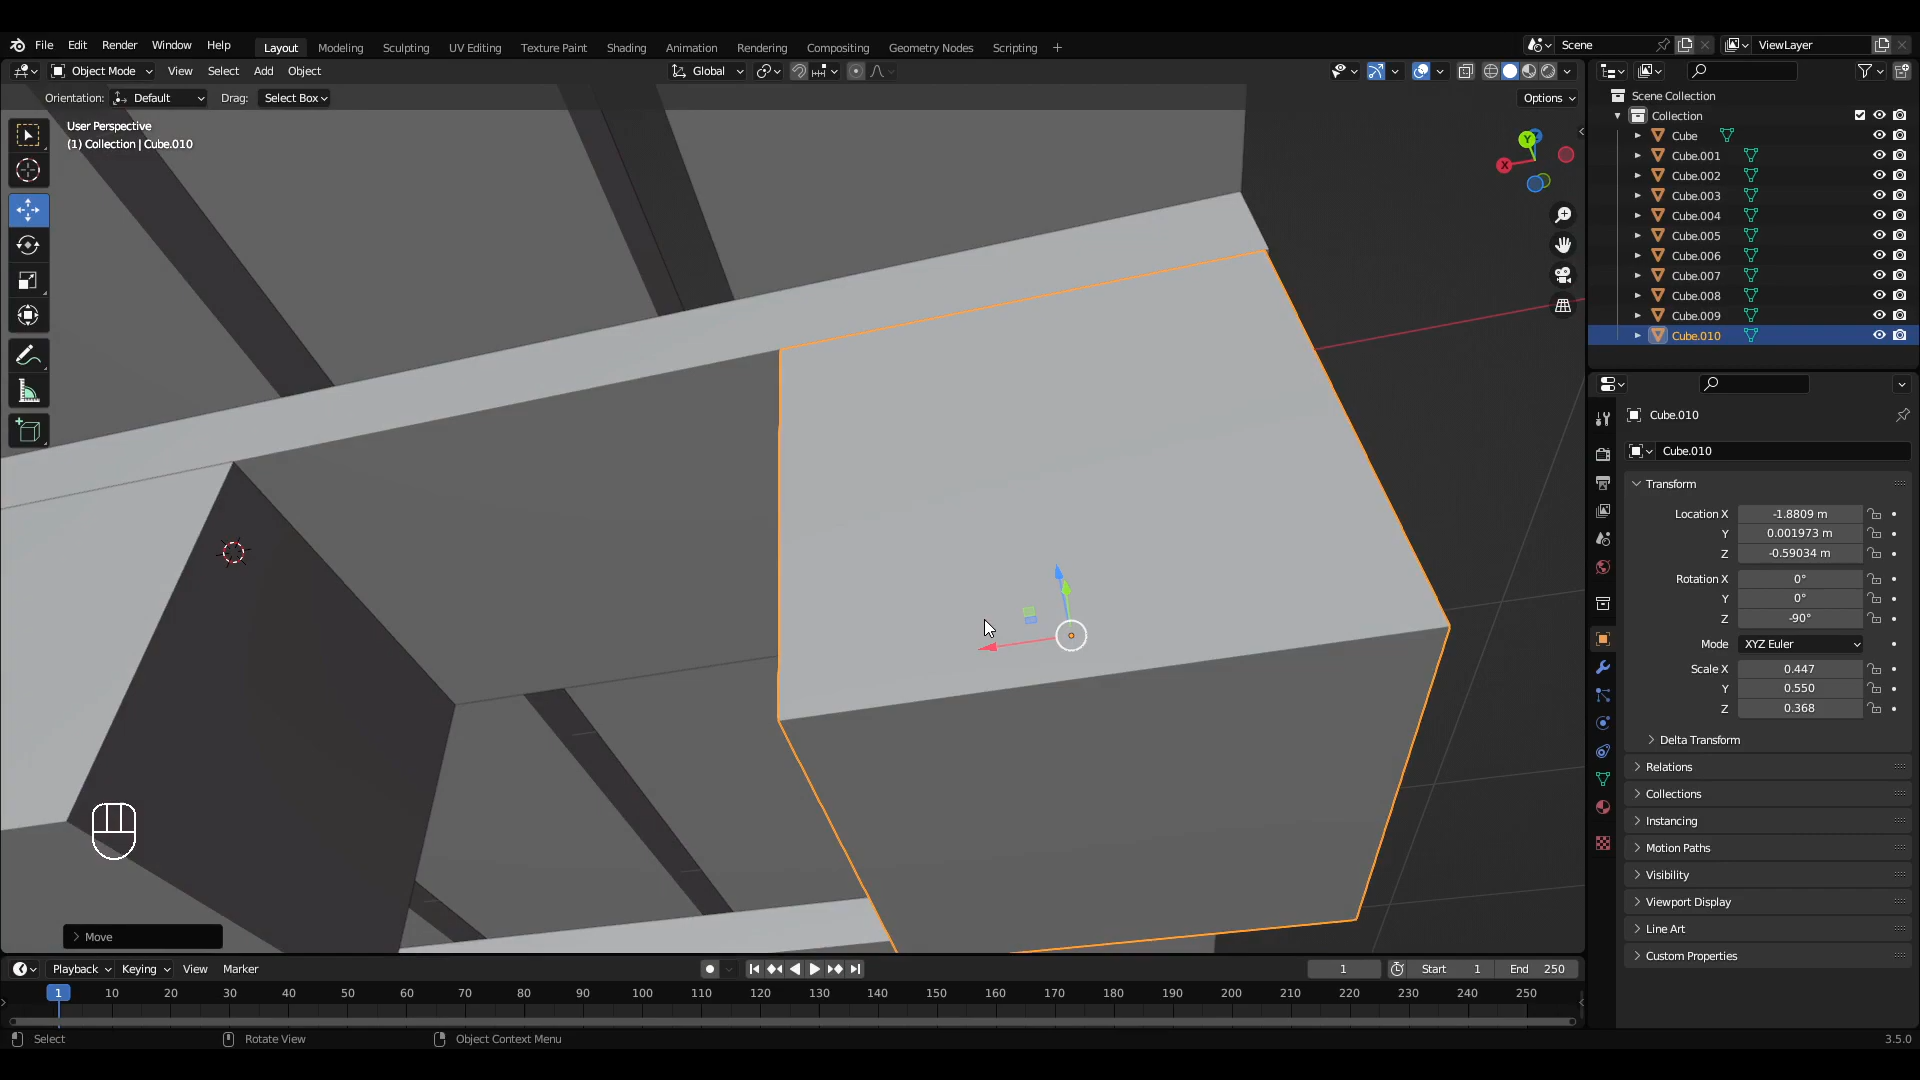 File Edit Render Window Help Layout Modeling Sculpting UV Editing Texture Paint Shading Animation Rendering Compositing Geometry Nodes Scripting + Scene ViewLayer
Object Mode View Select Add Object Global
Orientation: Default Drag: Select Box Options
User Perspective
(1) Collection | Cube.010
X
Y
Scene Collection
Collection
Cube
Cube.001
Cube.002
Cube.003
Cube.004
Cube.005
Cube.006
Cube.007
Cube.008
Cube.009
Cube.010
Cube.010
Cube.010
Transform
Location X -1.8809 m
Y 0.001973 m
Z -0.59034 m
Rotation X 0°
Y 0°
Z -90°
Mode XYZ Euler
Scale X 0.447
Y 0.550
Z 0.368
Delta Transform
Relations
Collections
Instancing
Motion Paths
Visibility
Viewport Display
Line Art
Custom Properties
Move
Playback Keying View Marker 1 Start 1 End 250
1 10 20 30 40 50 60 70 80 90 100 110 120 130 140 150 160 170 180 190 200 210 220 230 240 250
Select Rotate View Object Context Menu 3.5.0